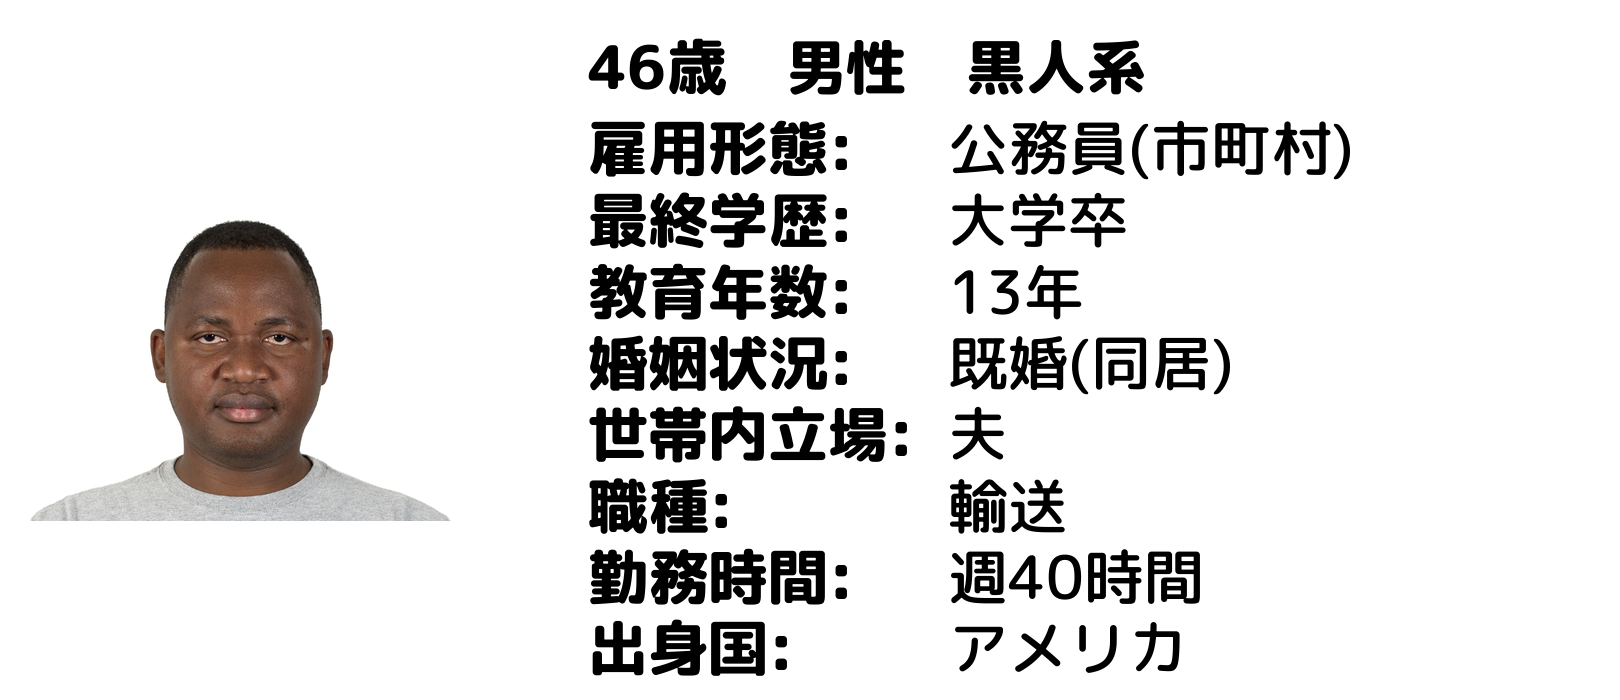 46歳　男性　黒人系
雇用形態:　公務員(市町村)
最終学歴:　大学卒
教育年数:　13年
婚姻状況:　既婚(同居)
世帯内立場:　夫
職種:　輸送
勤務時間:　週40時間
出身国:　アメリカ